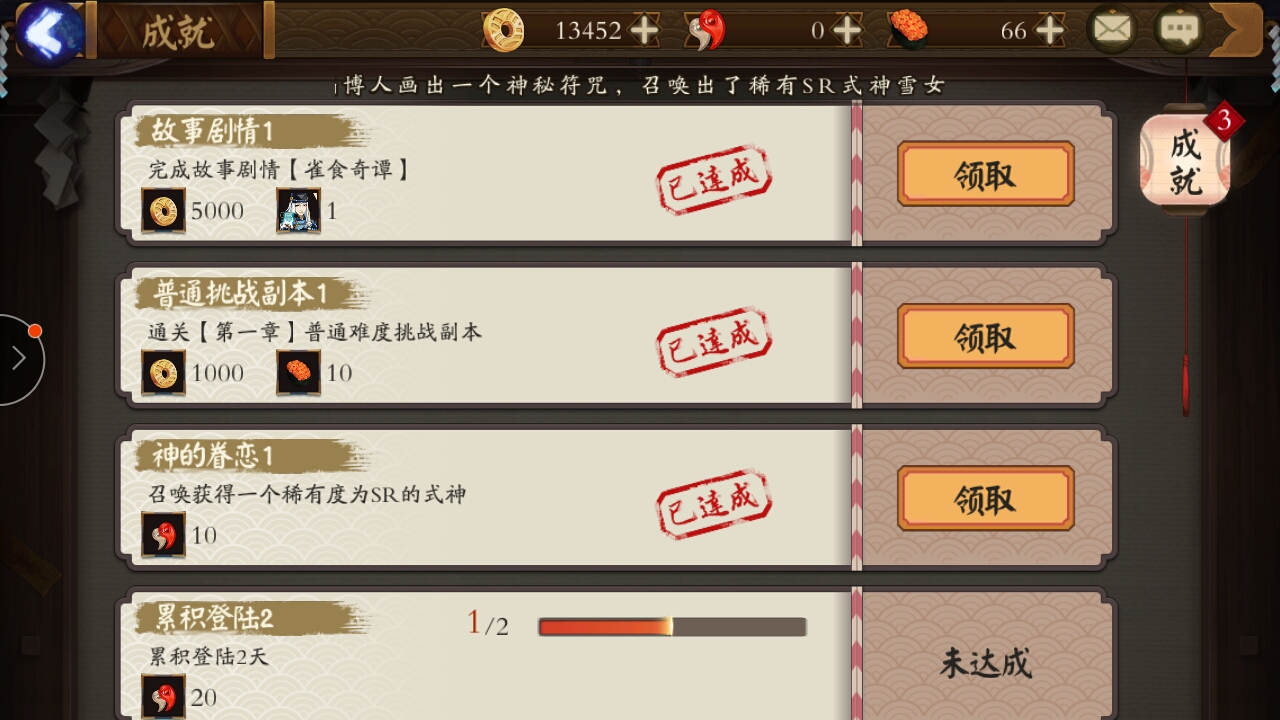 成就
13452
0
66
博人画出一个神秘符咒，召唤出了稀有SR式神雪女
3
成就
故事剧情1
完成故事剧情【雀食奇谭】
5000 1
已達成
领取
普通挑战副本1
通关【第一章】普通难度挑战副本
1000 10
已達成
领取
神的眷恋1
召唤获得一个稀有度为SR的式神
10
已達成
领取
累积登陆2
1/2
累积登陆2天
20
未达成